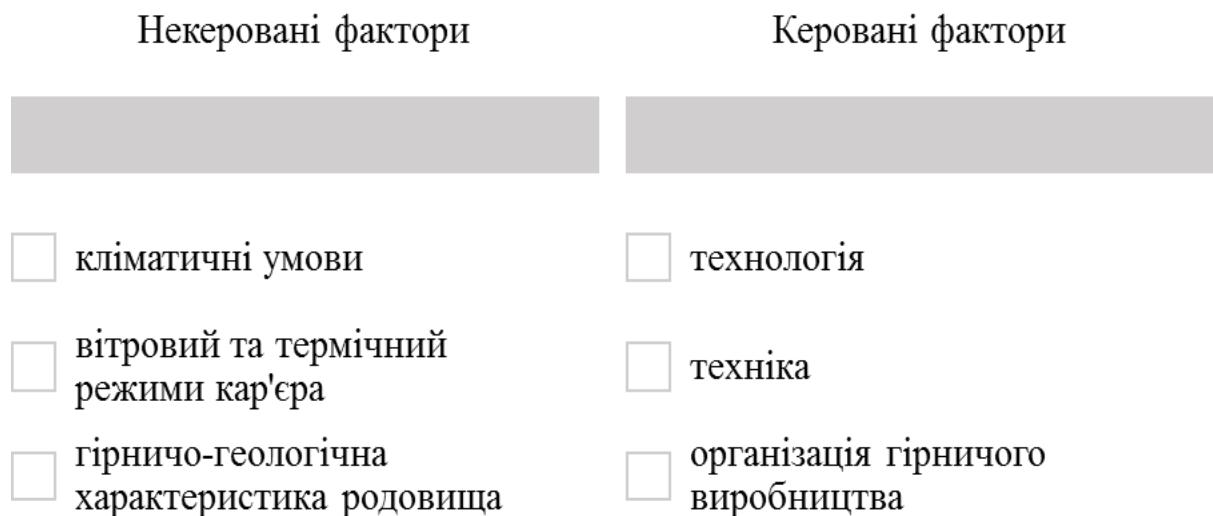 Некеровані фактори
Керовані фактори
кліматичні умови
технологія
вітровий та термічний
режими кар'єра
техніка
гірничо-геологічна
характеристика родовища
організація гірничого
виробництва